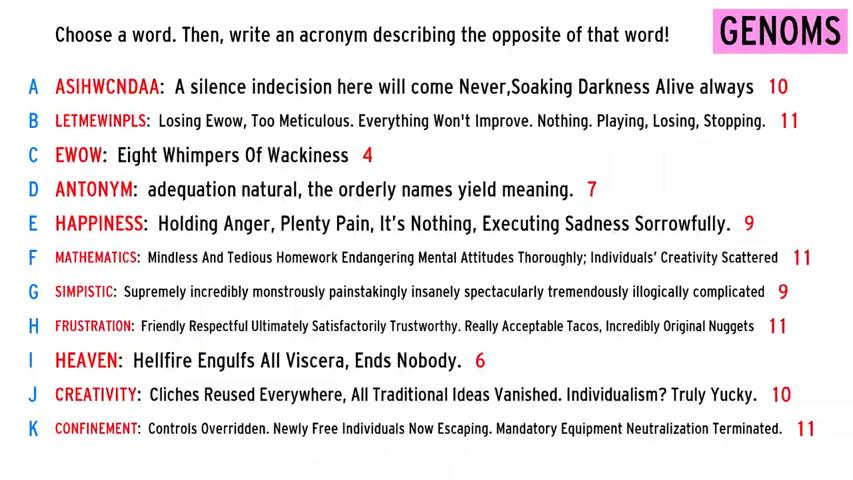 Choose a word. Then, write an acronym describing the opposite of that word!
GENOMS
A ASIHWCNDAA: A silence indecision here will come Never,Soaking Darkness Alive always 10
B LETMEWINPLS: Losing Ewow, Too Meticulous. Everything Won't Improve. Nothing. Playing, Losing, Stopping. 11
C EWOW: Eight Whimpers Of Wackiness 4
D ANTONYM: adequation natural, the orderly names yield meaning. 7
E HAPPINESS: Holding Anger, Plenty Pain, It's Nothing, Executing Sadness Sorrowfully. 9
F MATHEMATICS: Mindless And Tedious Homework Endangering Mental Attitudes Thoroughly; Individuals' Creativity Scattered 11
G SIMPISTIC: Supremely incredibly monstrously painstakingly insanely spectacularly tremendously illogically complicated 9
H FRUSTRATION: Friendly Respectful Ultimately Satisfactorily Trustworthy. Really Acceptable Tacos, Incredibly Original Nuggets 11
I HEAVEN: Hellfire Engulfs All Viscera, Ends Nobody. 6
J CREATIVITY: Cliches Reused Everywhere, All Traditional Ideas Vanished. Individualism? Truly Yucky. 10
K CONFINEMENT: Controls Overridden. Newly Free Individuals Now Escaping. Mandatory Equipment Neutralization Terminated. 11